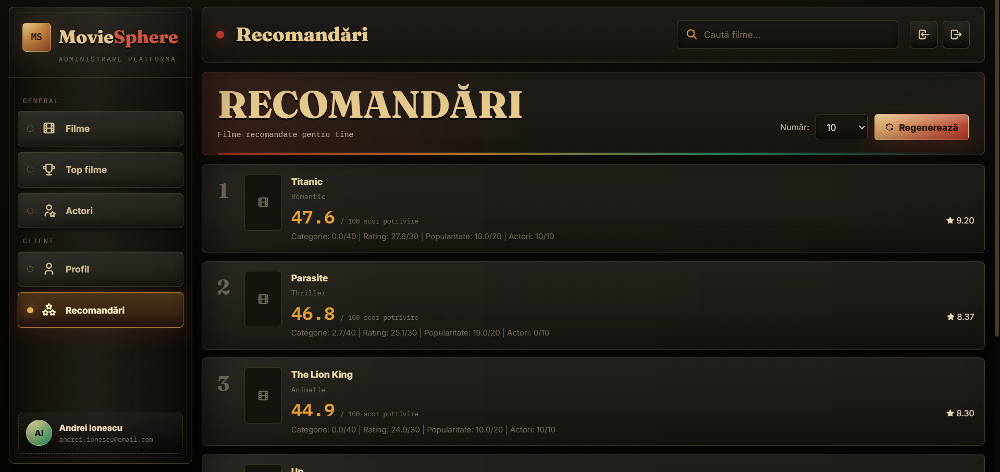 MS
MovieSphere
ADMINISTRARE PLATFORMA
GENERAL
Filme
Top filme
Actori
CLIENT
Profil
Recomandări
AI
Andrei Ionescu
andrei.ionescu@email.com
Recomandări
Caută filme...
RECOMANDĂRI
Filme recomandate pentru tine
Număr: 10 Regenerează
1
Titanic
Romantic
47.6 / 100 scor potrivire
Categorie: 0.0/40 | Rating: 27.6/30 | Popularitate: 10.0/20 | Actori: 10/10
9.20
2
Parasite
Thriller
46.8 / 100 scor potrivire
Categorie: 2.7/40 | Rating: 25.1/30 | Popularitate: 19.0/20 | Actori: 0/10
8.37
3
The Lion King
Animatie
44.9 / 100 scor potrivire
Categorie: 0.0/40 | Rating: 24.9/30 | Popularitate: 10.0/20 | Actori: 10/10
8.30
Up